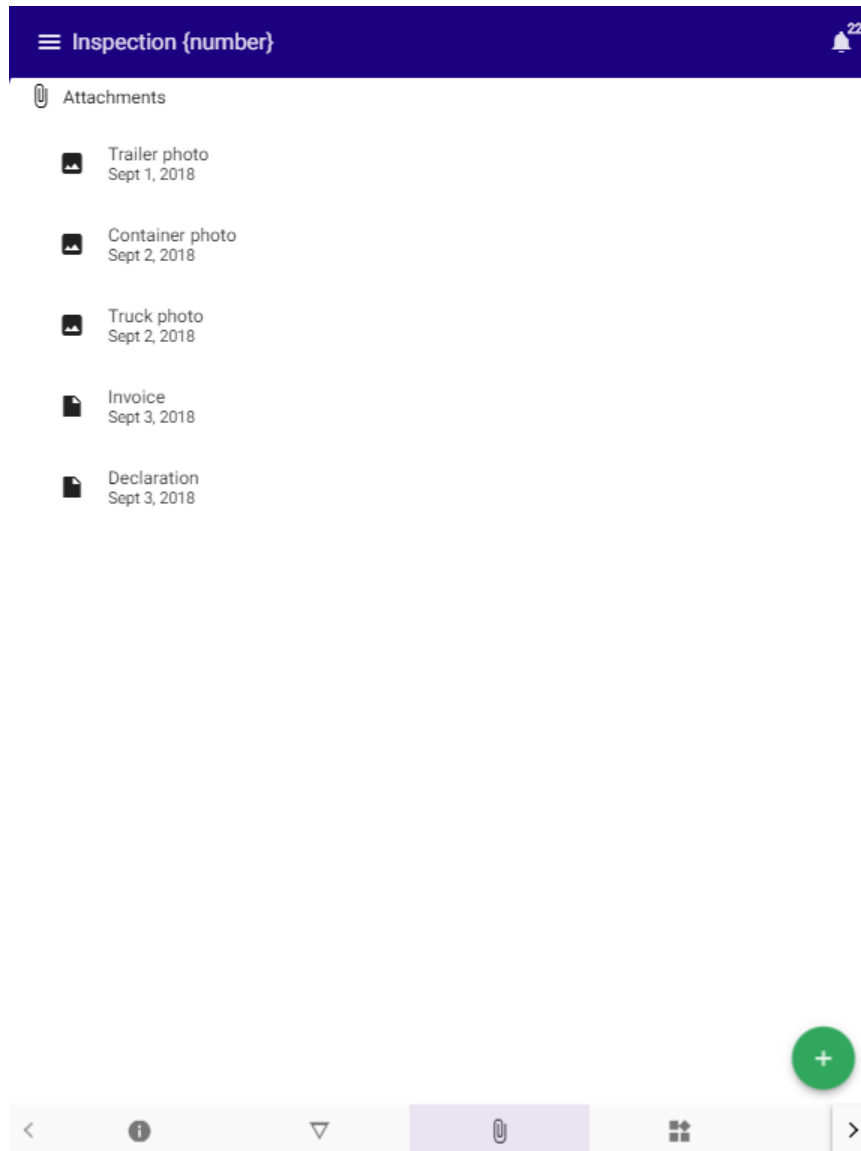 Inspection {number}
22
Attachments
Trailer photo
Sept 1, 2018
Container photo
Sept 2, 2018
Truck photo
Sept 2, 2018
Invoice
Sept 3, 2018
Declaration
Sept 3, 2018